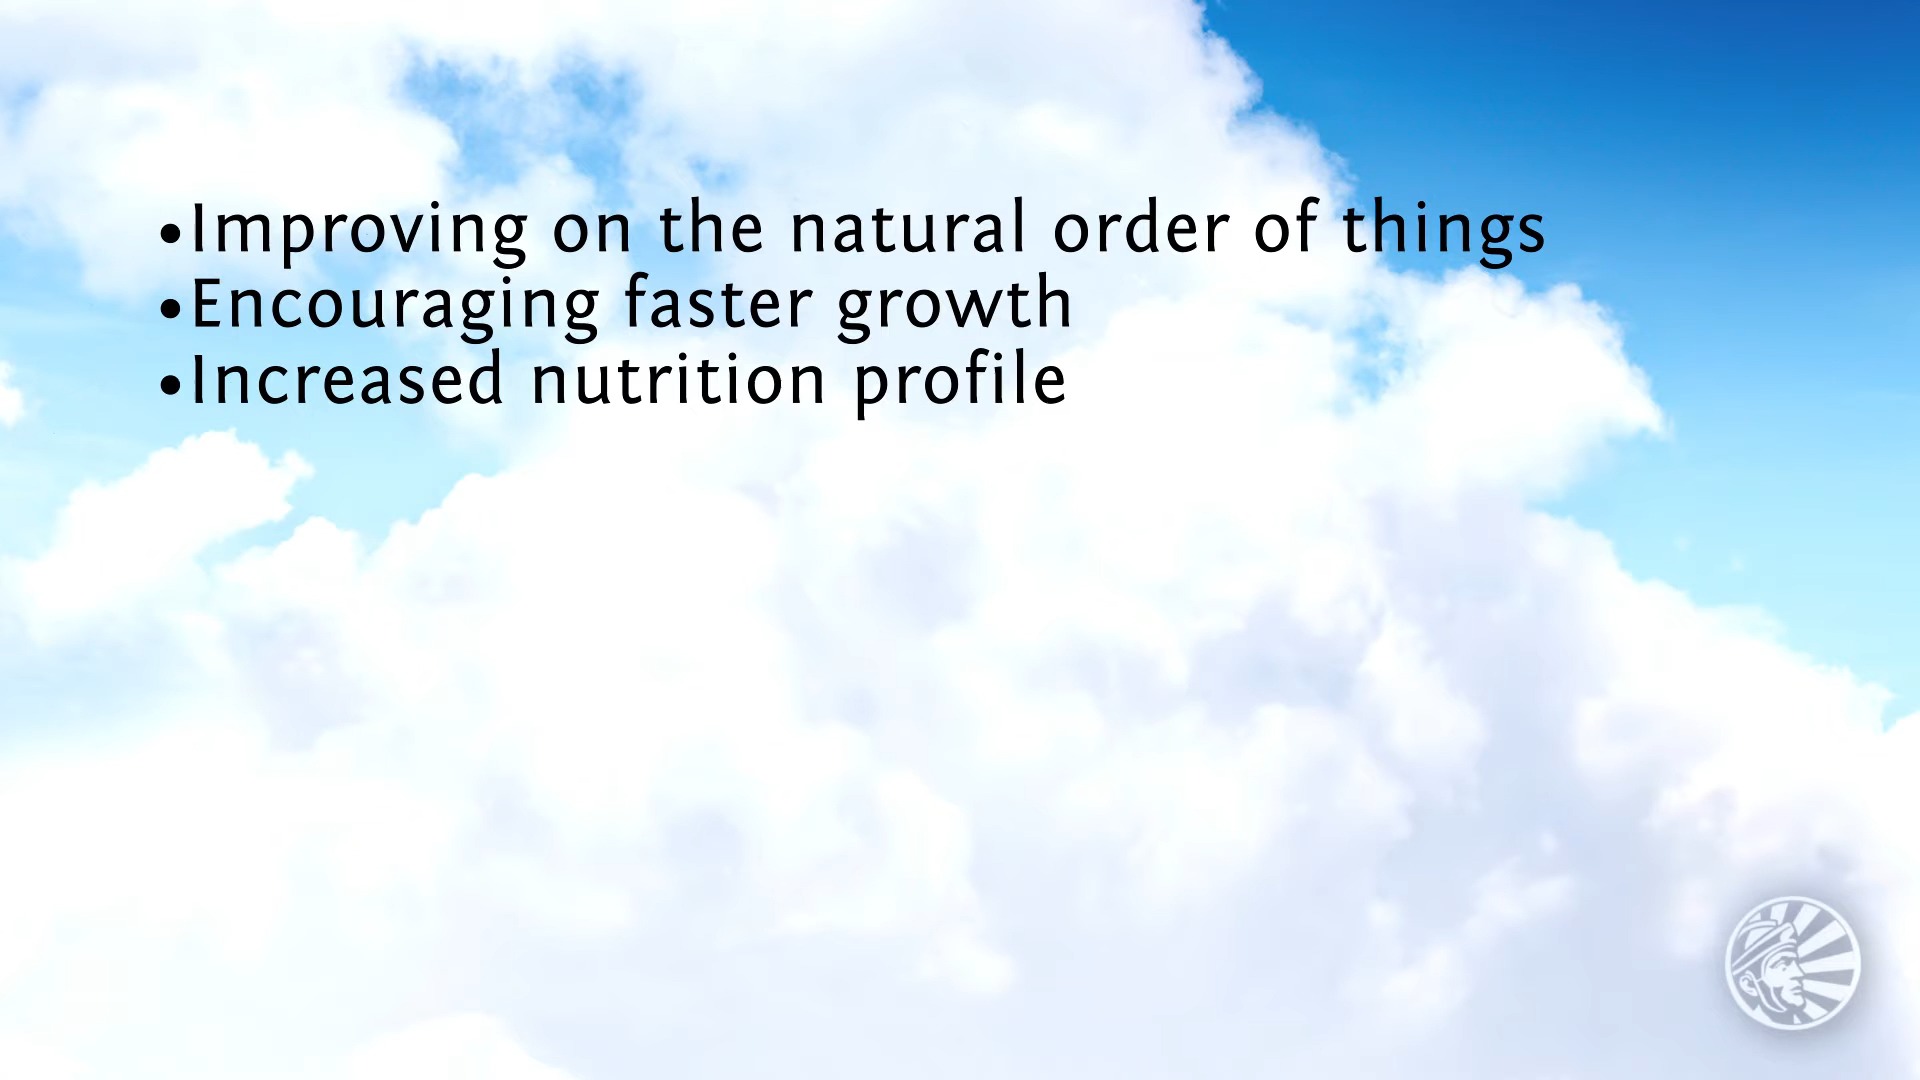 •Improving on the natural order of things
•Encouraging faster growth
•Increased nutrition profile